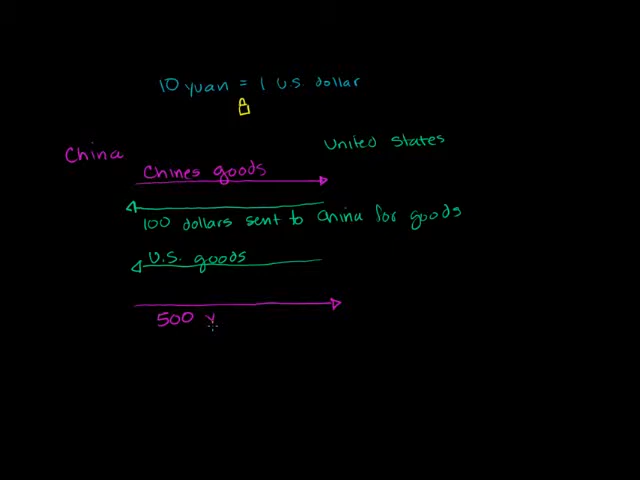 10 yuan = 1 U.S. dollar
China
United States
Chines goods
100 dollars sent to China for goods
U.S. goods
500 y